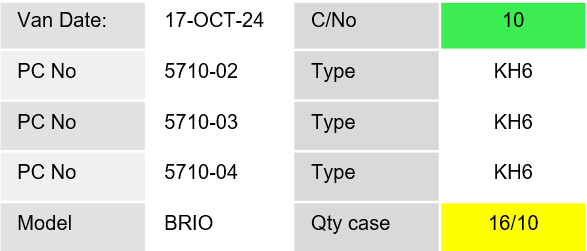 Van Date: 17-OCT-24 C/No 10
PC No 5710-02 Type KH6
PC No 5710-03 Type KH6
PC No 5710-04 Type KH6
Model BRIO Qty case 16/10